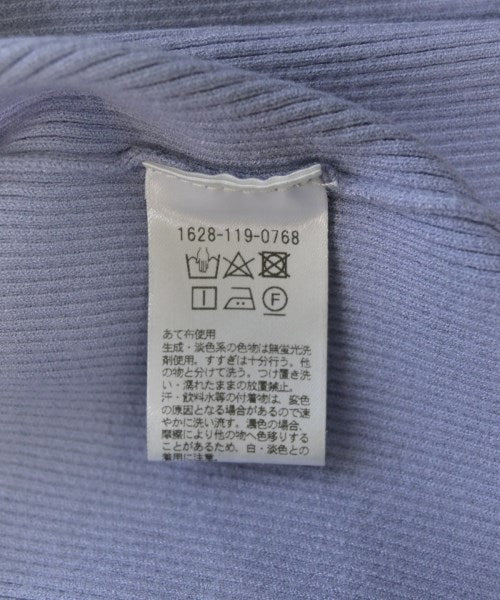 1628-119-0768
あて布使用
生成・淡色系の色物は無蛍光洗
剤使用。すすぎは十分行う。他
の物と分けて洗う。つけ置き洗
い・濡れたままの放置禁止。
汗・飲料水等の付着物は、変色
の原因となる場合があるので速
やかに洗い流す。濃色の場合、
摩擦により他の物へ色移りする
ことがあるため、白・淡色との
着用に注意。